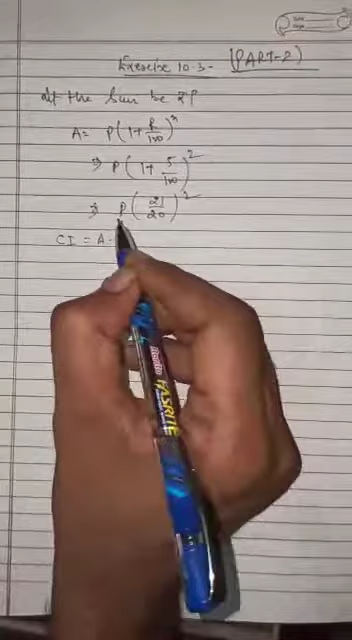 Exercise 10.3- (PART-2)
let the Sum be ₹P
A= P(1+R/100)^n
⇒ P(1+5/100)^2
⇒ P(21/20)^2
CI = A-
FASRITE